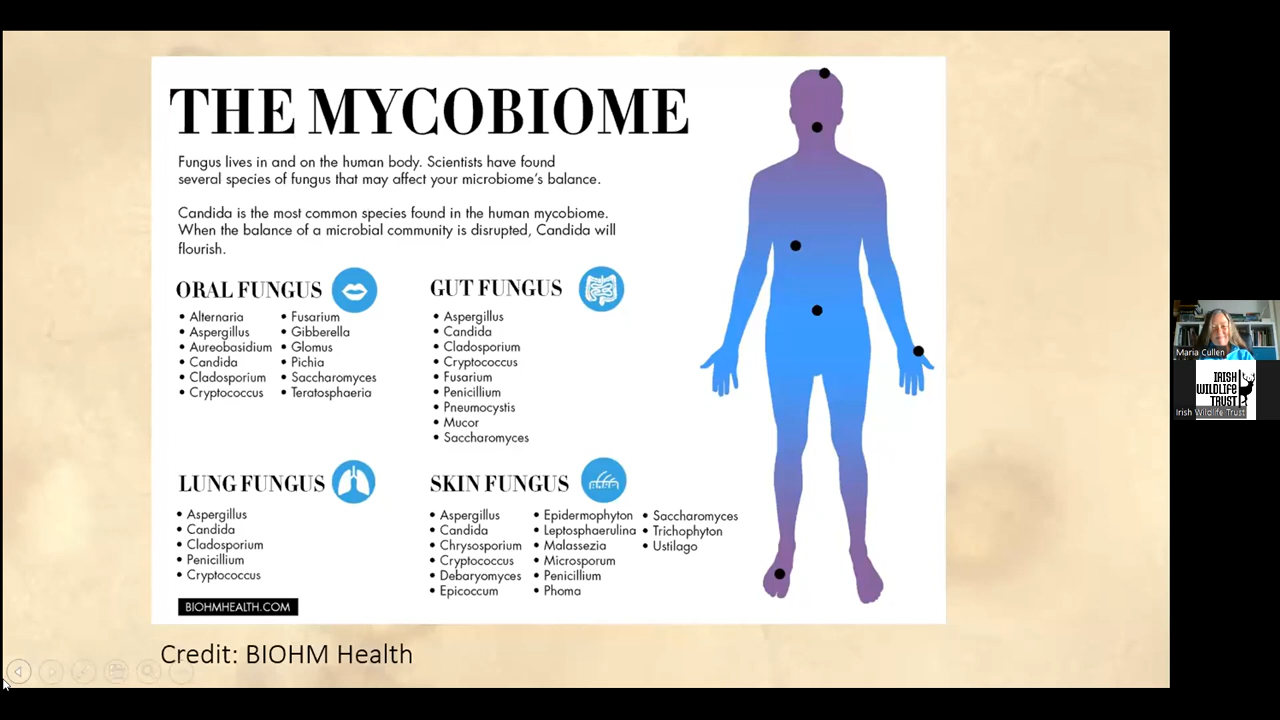 THE MYCOBIOME
Fungus lives in and on the human body. Scientists have found
several species of fungus that may affect your microbiome's balance.
Candida is the most common species found in the human mycobiome.
When the balance of a microbial community is disrupted, Candida will
flourish.
ORAL FUNGUS
• Alternaria
• Aspergillus
• Aureobasidium
• Candida
• Cladosporium
• Cryptococcus
• Fusarium
• Gibberella
• Glomus
• Pichia
• Saccharomyces
• Teratosphaeria
GUT FUNGUS
• Aspergillus
• Candida
• Cladosporium
• Cryptococcus
• Fusarium
• Penicillium
• Pneumocystis
• Mucor
• Saccharomyces
LUNG FUNGUS
• Aspergillus
• Candida
• Cladosporium
• Penicillium
• Cryptococcus
SKIN FUNGUS
• Aspergillus
• Candida
• Chrysosporium
• Cryptococcus
• Debaryomyces
• Epicoccum
• Epidermophyton
• Leptosphaerulina
• Malassezia
• Microsporum
• Penicillium
• Phoma
• Saccharomyces
• Trichophyton
• Ustilago
BIOHMHEALTH.COM
Credit: BIOHM Health
Maria Cullen
IRISH
WILDLIFE
TRUST
Irish Wildlife Trust